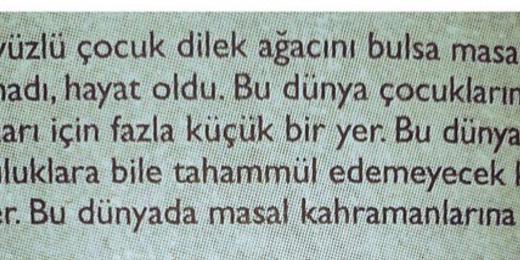 yüzlü çocuk dilek ağacını bulsa masa
madı, hayat oldu. Bu dünya çocukların
ları için fazla küçük bir yer. Bu dünya
luklara bile tahammül edemeyecek
er. Bu dünyada masal kahramanlarına